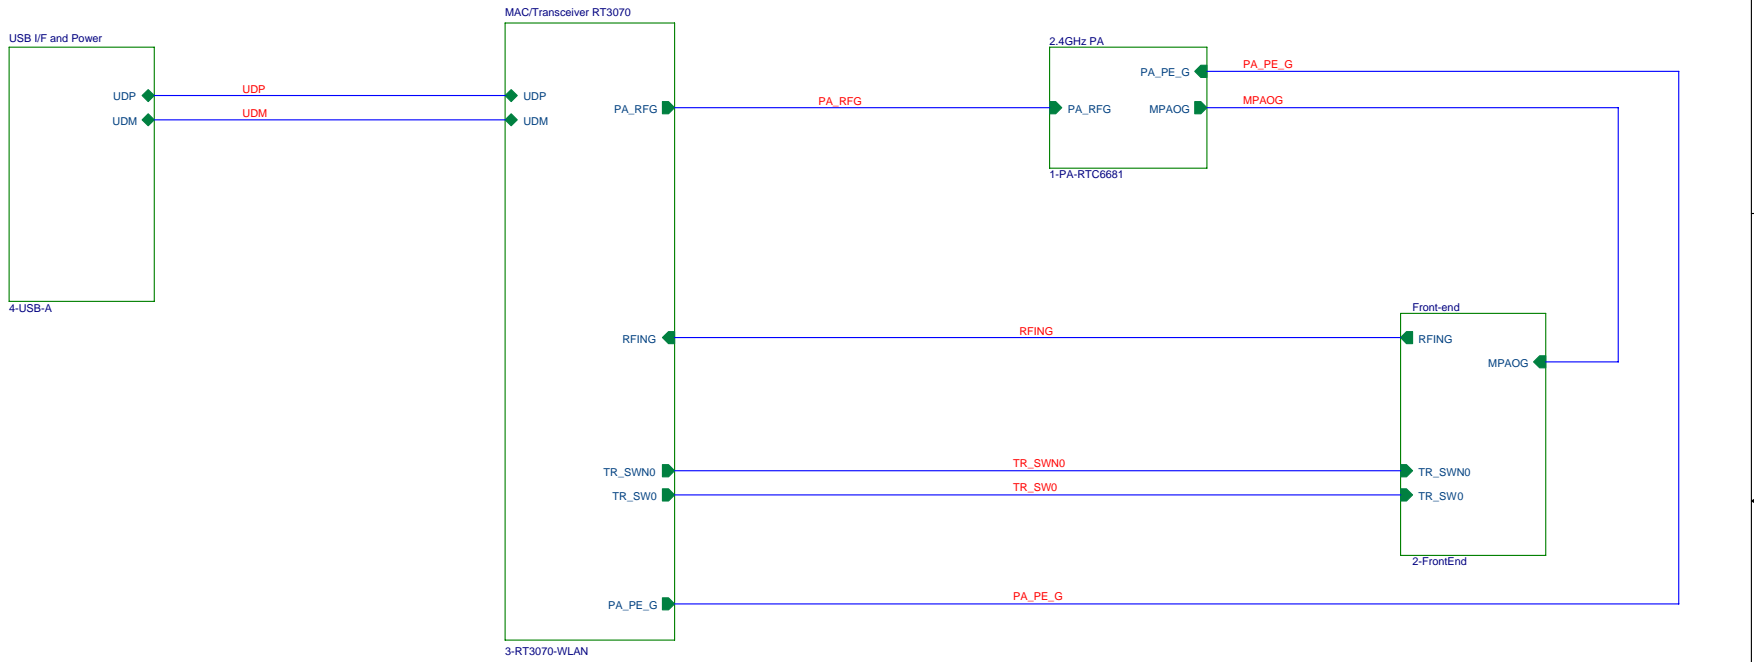 MAC/Transceiver RT3070
USB I/F and Power
2.4GHz PA
PA_PE_G
PA_PE_G
UDP
UDP
UDP
PA_RFG
PA_RFG
PA_RFG
MPAOG
MPAOG
UDM
UDM
UDM
1-PA-RTC6681
4-USB-A
Front-end
RFING
RFING
RFING
MPAOG
TR_SWN0
TR_SWN0
TR_SWN0
TR_SW0
TR_SW0
TR_SW0
2-FrontEnd
PA_PE_G
PA_PE_G
3-RT3070-WLAN